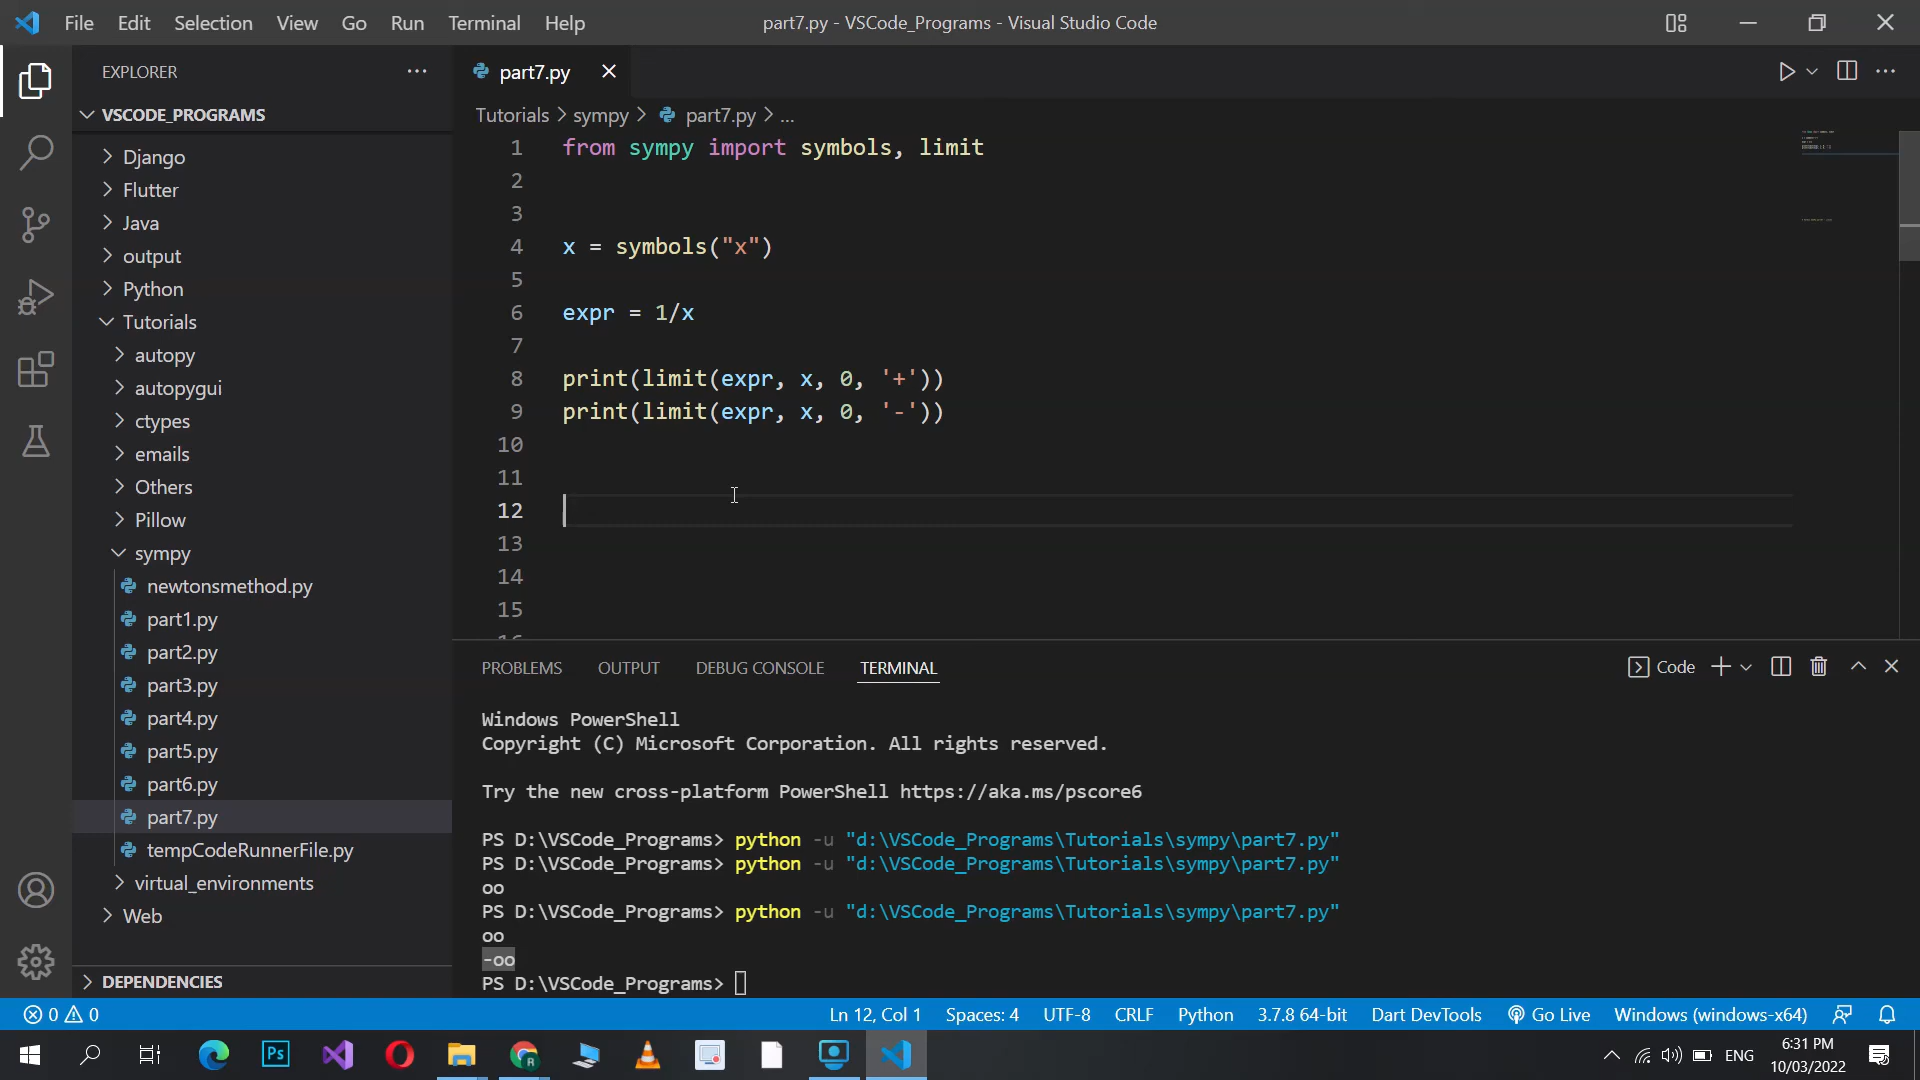 File Edit Selection View Go Run Terminal Help
part7.py - VSCode_Programs - Visual Studio Code
EXPLORER
VSCODE_PROGRAMS
Django
Flutter
Java
output
Python
Tutorials
autopy
autopygui
ctypes
emails
Others
Pillow
sympy
newtonsmethod.py
part1.py
part2.py
part3.py
part4.py
part5.py
part6.py
part7.py
tempCodeRunnerFile.py
virtual_environments
Web
DEPENDENCIES
part7.py
Tutorials > sympy > part7.py > ...
1 from sympy import symbols, limit
2
3
4 x = symbols("x")
5
6 expr = 1/x
7
8 print(limit(expr, x, 0, '+'))
9 print(limit(expr, x, 0, '-'))
10
11
12
13
14
15
PROBLEMS OUTPUT DEBUG CONSOLE TERMINAL
Code
Windows PowerShell
Copyright (C) Microsoft Corporation. All rights reserved.
Try the new cross-platform PowerShell https://aka.ms/pscore6
PS D:\VSCode_Programs> python -u "d:\VSCode_Programs\Tutorials\sympy\part7.py"
PS D:\VSCode_Programs> python -u "d:\VSCode_Programs\Tutorials\sympy\part7.py"
oo
PS D:\VSCode_Programs> python -u "d:\VSCode_Programs\Tutorials\sympy\part7.py"
oo
-oo
PS D:\VSCode_Programs>
0 0 Ln 12, Col 1 Spaces: 4 UTF-8 CRLF Python 3.7.8 64-bit Dart DevTools Go Live Windows (windows-x64)
Ps
R
ENG
6:31 PM
10/03/2022